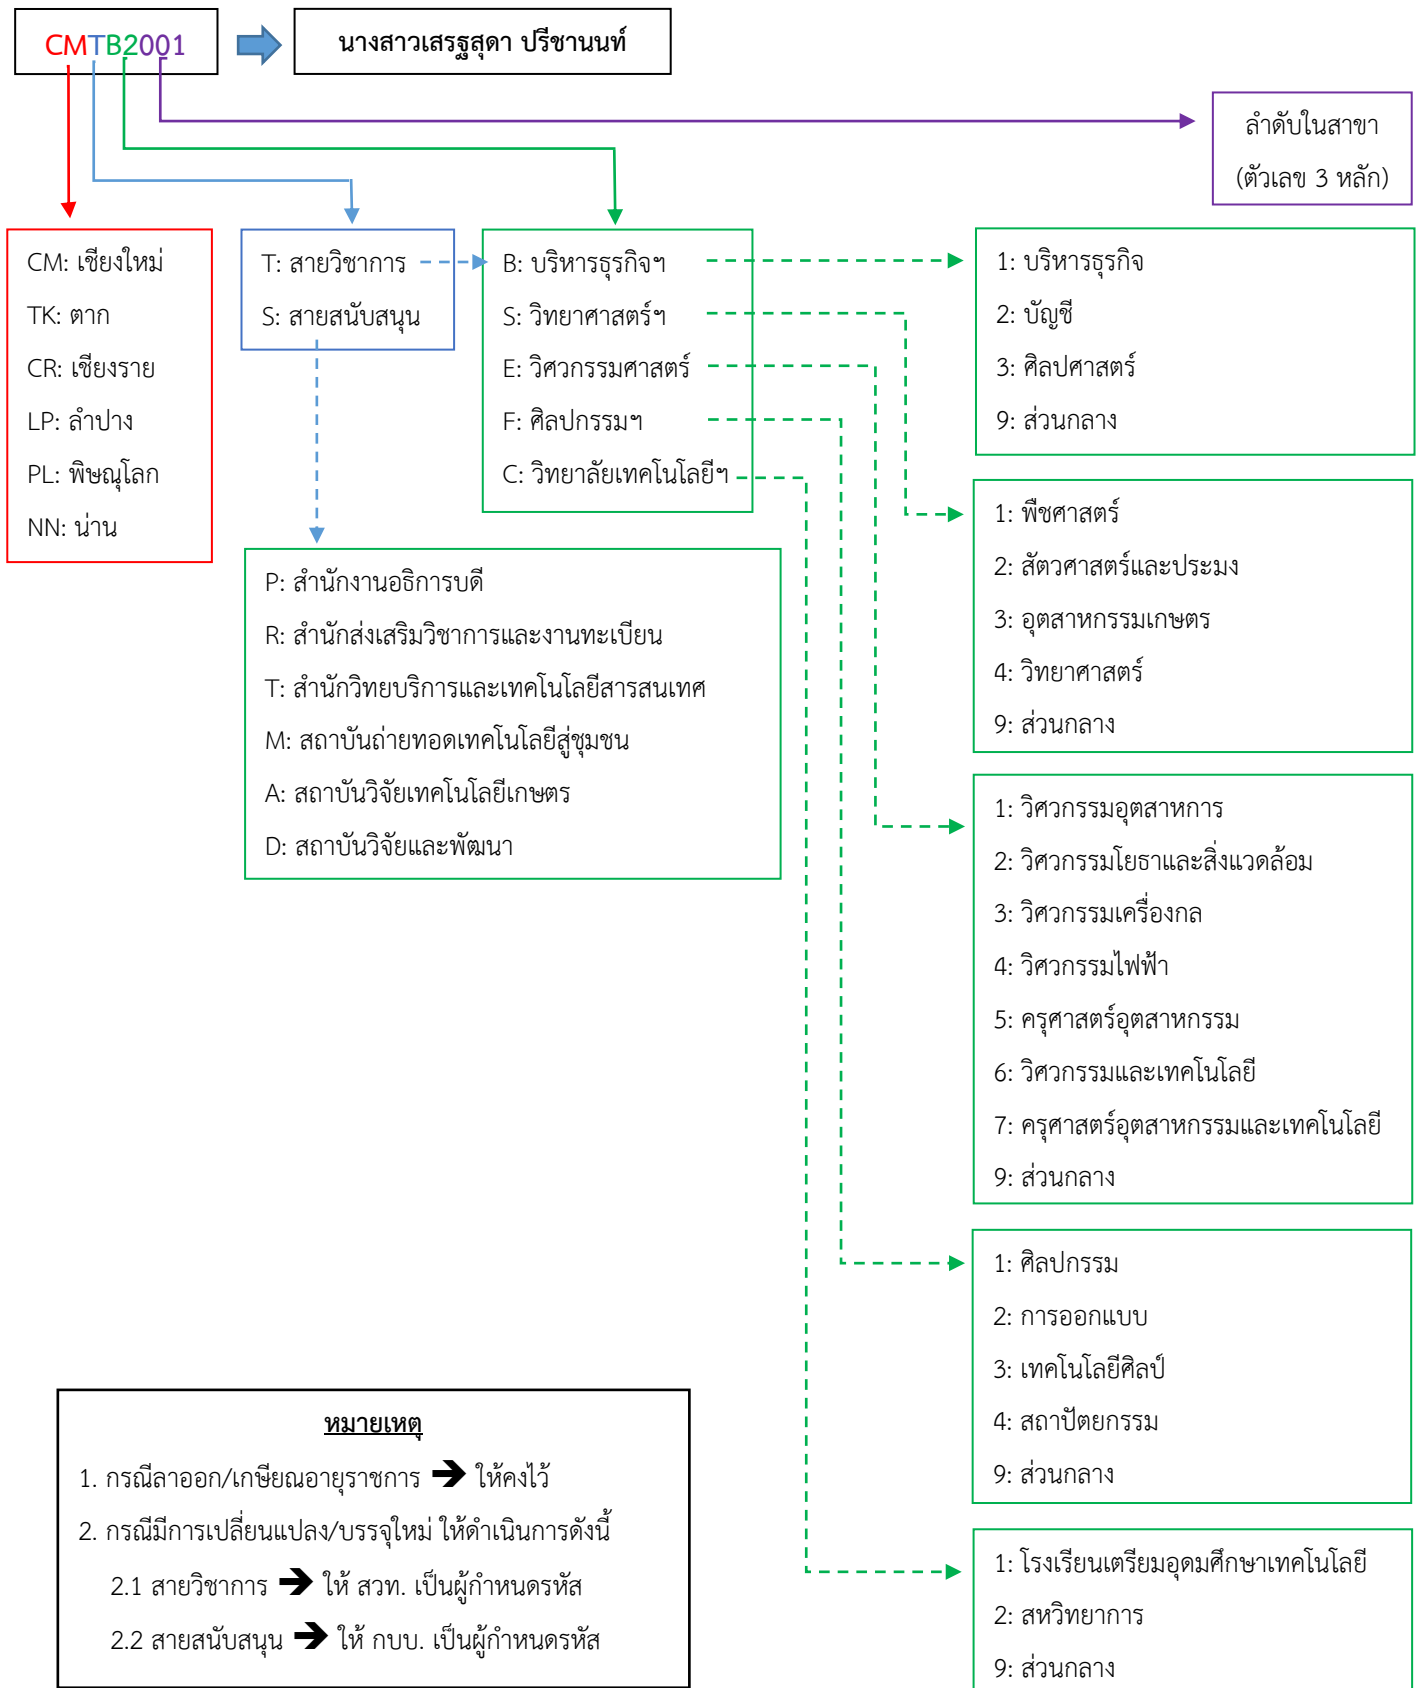 CMTB2001
นางสาวเสรฐสุดา ปรีชานนท์
ลำดับในสาขา
(ตัวเลข 3 หลัก)
CM: เชียงใหม่
TK: ตาก
CR: เชียงราย
LP: ลำปาง
PL: พิษณุโลก
NN: น่าน
T: สายวิชาการ
S: สายสนับสนุน
B: บริหารธุรกิจฯ
S: วิทยาศาสตร์ฯ
E: วิศวกรรมศาสตร์
F: ศิลปกรรมฯ
C: วิทยาลัยเทคโนโลยีฯ
1: บริหารธุรกิจ
2: บัญชี
3: ศิลปศาสตร์
9: ส่วนกลาง
1: พืชศาสตร์
2: สัตวศาสตร์และประมง
3: อุตสาหกรรมเกษตร
4: วิทยาศาสตร์
9: ส่วนกลาง
P: สำนักงานอธิการบดี
R: สำนักส่งเสริมวิชาการและงานทะเบียน
T: สำนักวิทยบริการและเทคโนโลยีสารสนเทศ
M: สถาบันถ่ายทอดเทคโนโลยีสู่ชุมชน
A: สถาบันวิจัยเทคโนโลยีเกษตร
D: สถาบันวิจัยและพัฒนา
1: วิศวกรรมอุตสาหการ
2: วิศวกรรมโยธาและสิ่งแวดล้อม
3: วิศวกรรมเครื่องกล
4: วิศวกรรมไฟฟ้า
5: ครุศาสตร์อุตสาหกรรม
6: วิศวกรรมและเทคโนโลยี
7: ครุศาสตร์อุตสาหกรรมและเทคโนโลยี
9: ส่วนกลาง
1: ศิลปกรรม
2: การออกแบบ
3: เทคโนโลยีศิลป์
4: สถาปัตยกรรม
9: ส่วนกลาง
1: โรงเรียนเตรียมอุดมศึกษาเทคโนโลยี
2: สหวิทยาการ
9: ส่วนกลาง
หมายเหตุ
1. กรณีลาออก/เกษียณอายุราชการ ➔ ให้คงไว้
2. กรณีมีการเปลี่ยนแปลง/บรรจุใหม่ ให้ดำเนินการดังนี้
2.1 สายวิชาการ ➔ ให้ สวท. เป็นผู้กำหนดรหัส
2.2 สายสนับสนุน ➔ ให้ กบบ. เป็นผู้กำหนดรหัส